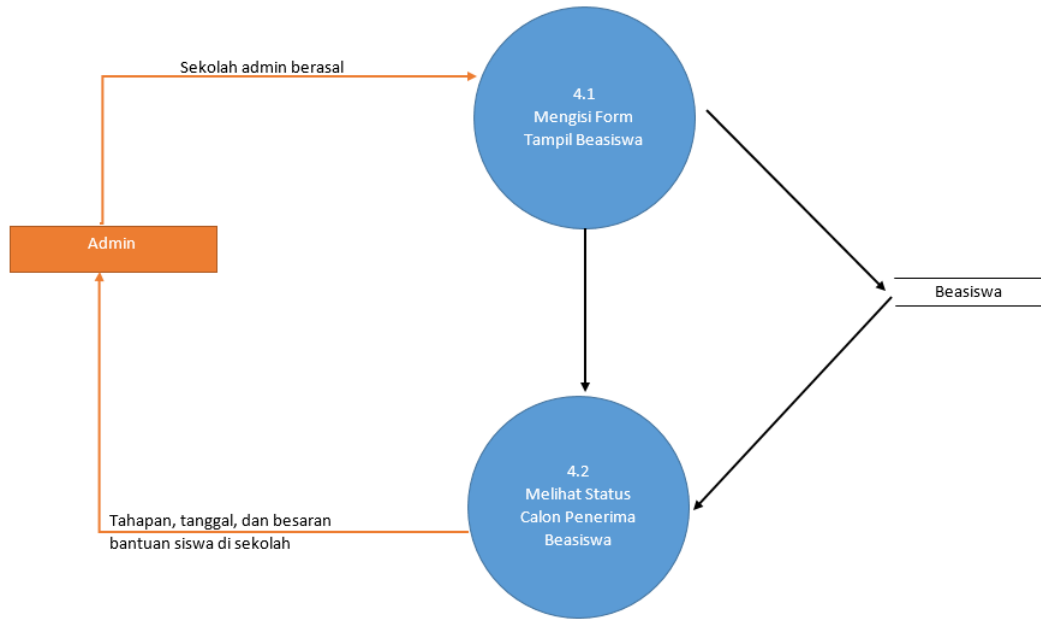 Sekolah admin berasal
4.1
Mengisi Form
Tampil Beasiswa
Admin
Beasiswa
4.2
Melihat Status
Calon Penerima
Beasiswa
Tahapan, tanggal, dan besaran
bantuan siswa di sekolah